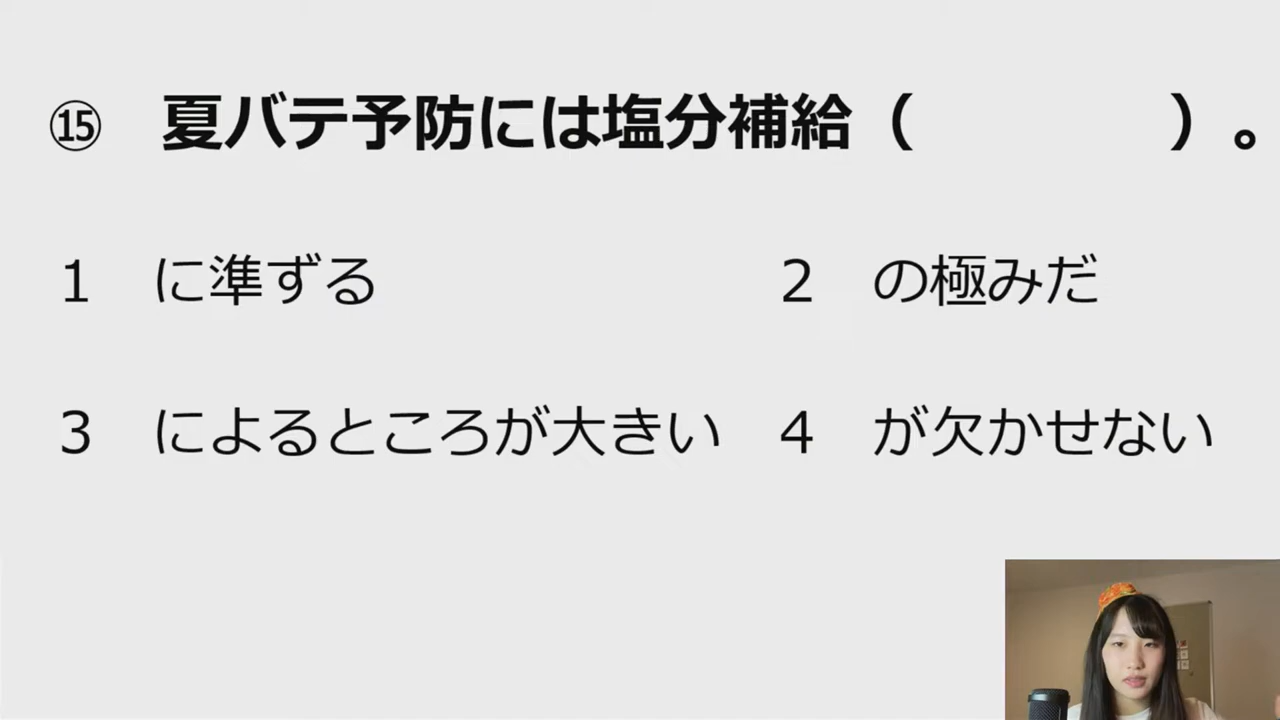 ⑮ 夏バテ予防には塩分補給（　　　　）。
1 に準ずる 2 の極みだ
3 によるところが大きい 4 が欠かせない